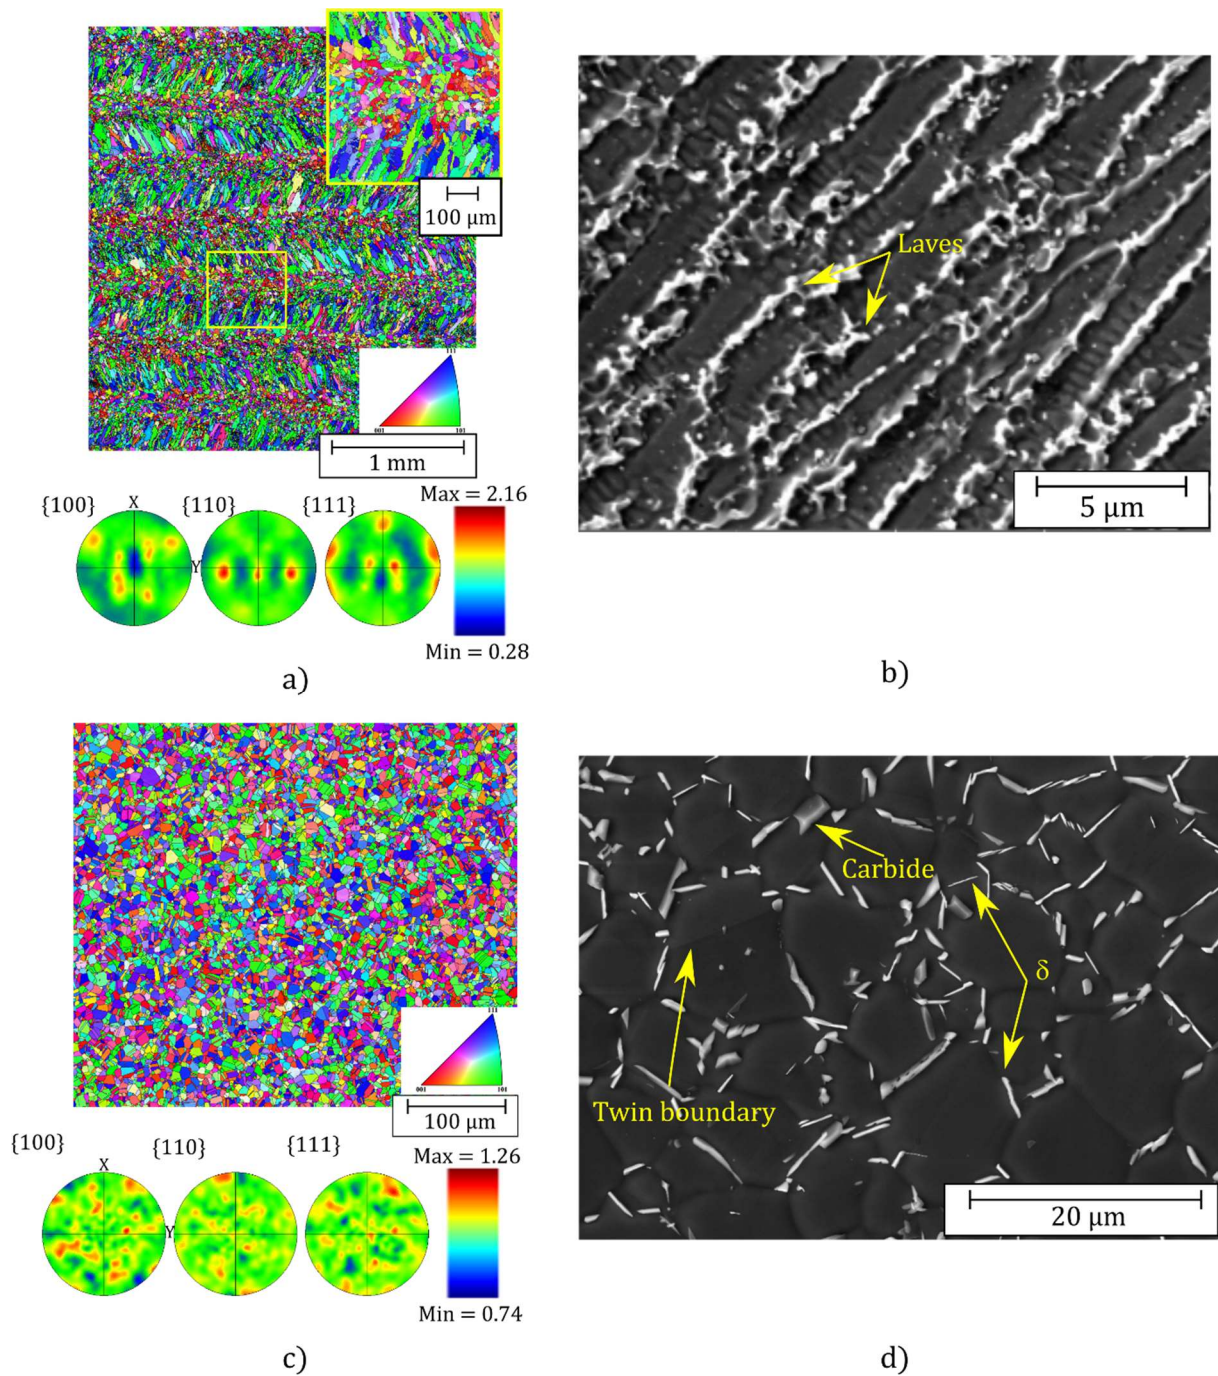 100 μm
111
001
101
1 mm
{100}
X
{110}
{111}
Max = 2.16
Y
Min = 0.28
a)
Laves
5 μm
b)
111
001
101
100 μm
{100}
X
{110}
{111}
Max = 1.26
Y
Min = 0.74
c)
Carbide
δ
Twin boundary
20 μm
d)